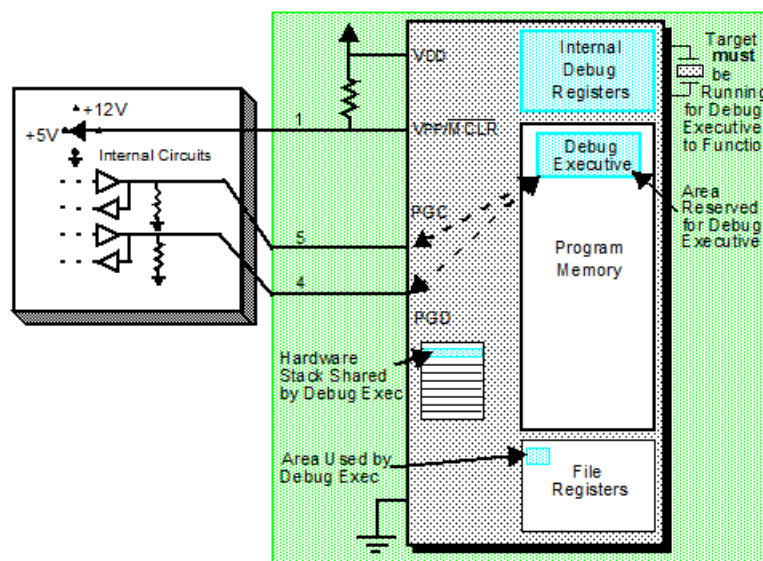 +12V
+5V
Internal Circuits
1
5
4
VDD
VPP/MCLR
PGC
PGD
Internal
Debug
Registers
Target
must
be
Running
for Debug
Executive
to Functio
Debug
Executive
Area
Reserved
for Debug
Executive
Program
Memory
Hardware
Stack Shared
by Debug Exec
Area Used by
Debug Exec
File
Registers